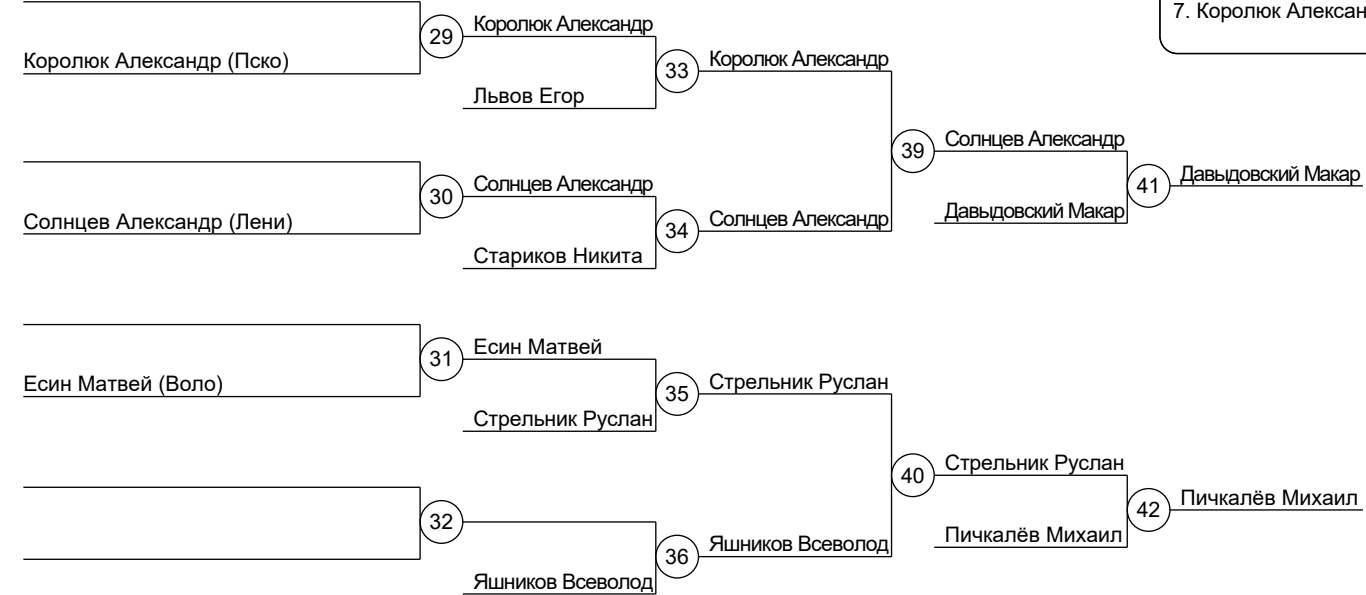 7. Королюк Алексан
Королюк Александр
29
Королюк Александр (Пско)
Королюк Александр
33
Львов Егор
Солнцев Александр
39
Солнцев Александр
30
Давыдовский Макар
41
Давыдовский Макар
Солнцев Александр (Лени)
Солнцев Александр
34
Стариков Никита
Есин Матвей
31
Есин Матвей (Воло)
Стрельник Руслан
35
Стрельник Руслан
Стрельник Руслан
40
Пичкалёв Михаил
42
Пичкалёв Михаил
32
Яшников Всеволод
36
Яшников Всеволод